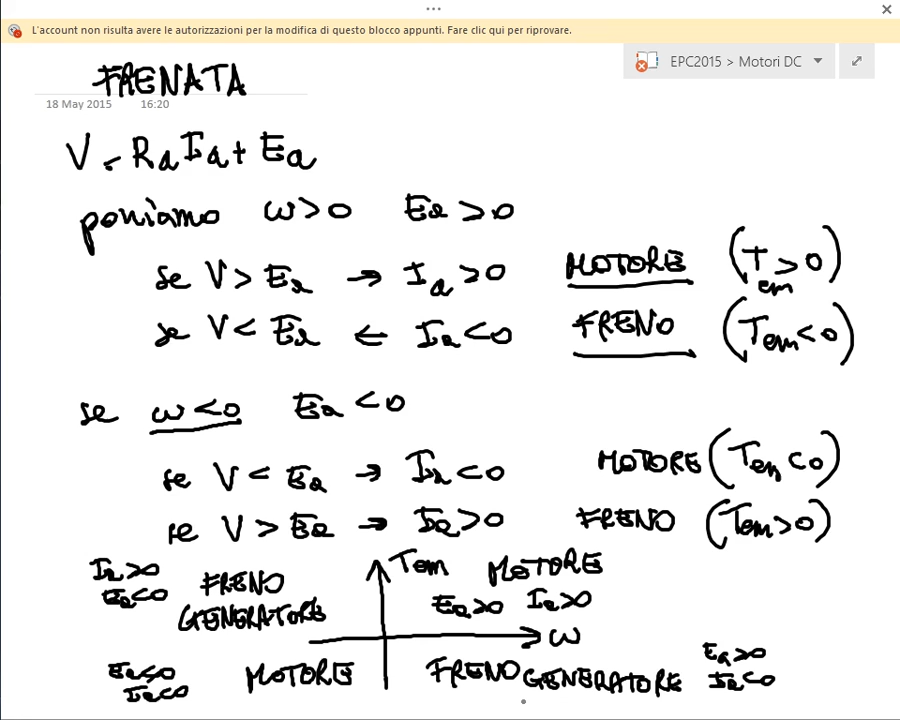 L'account non risulta avere le autorizzazioni per la modifica di questo blocco appunti. Fare clic qui per riprovare.
EPC2015 > Motori DC
FRENATA
18 May 2015 16:20
V = RaIa + Ea
poniamo ω>0 Ea>0
se V>Ea → Ia>0 MOTORE (Tem>0)
se V<Ea ← Ia<0 FRENO (Tem<0)
se ω<0 Ea<0
se V<Ea → Ia<0 MOTORE (Tem<0)
se V>Ea → Ia>0 FRENO (Tem>0)
Ia>0 Tem MOTORE
Ea<0 FRENO Ea>0 Ia>0
GENERATORE
ω
Ea<0 MOTORE FRENO GENERATORE Ea>0
Ia<0 Ia<0